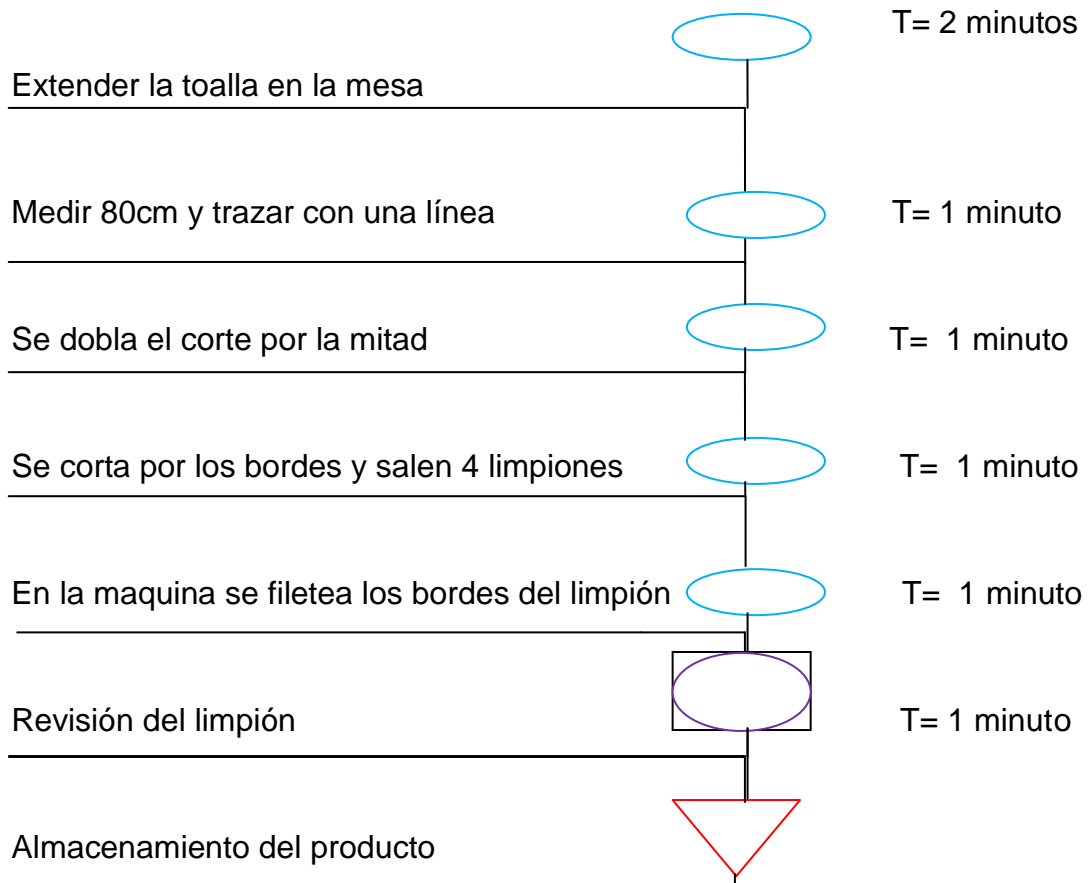 T= 2 minutos
Extender la toalla en la mesa
Medir 80cm y trazar con una línea T= 1 minuto
Se dobla el corte por la mitad T= 1 minuto
Se corta por los bordes y salen 4 limpiones T= 1 minuto
En la maquina se filetea los bordes del limpión T= 1 minuto
Revisión del limpión T= 1 minuto
Almacenamiento del producto